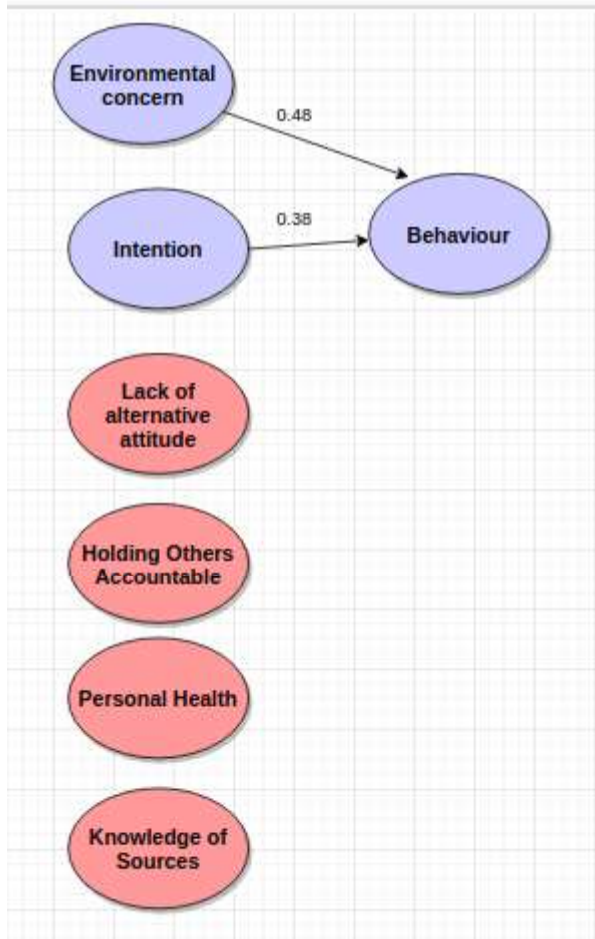 Environmental
concern
0.48
Intention
0.38
Behaviour
Lack of
alternative
attitude
Holding Others
Accountable
Personal Health
Knowledge of
Sources